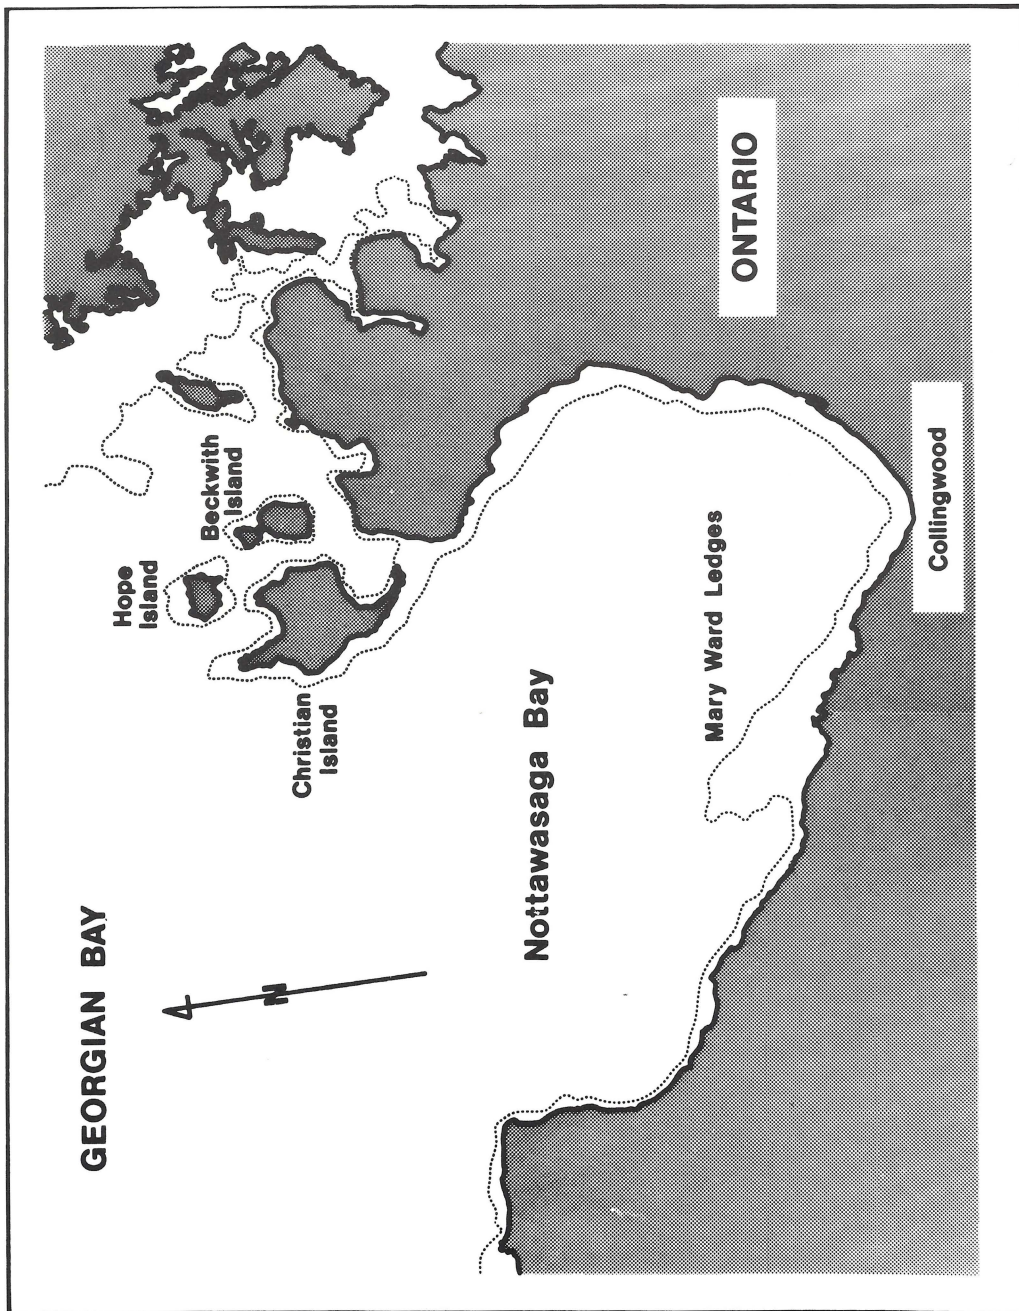 GEORGIAN BAY
Hope
Island
Beckwith
Island
Christian
Island
N
Nottawasaga Bay
Mary Ward Ledges
ONTARIO
Collingwood